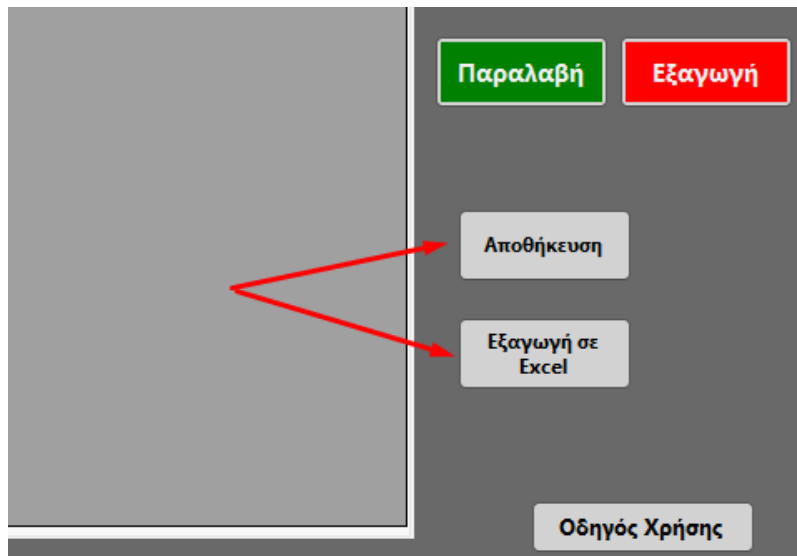 Παραλαβή
Εξαγωγή
Αποθήκευση
Εξαγωγή σε
Excel
Οδηγός Χρήσης